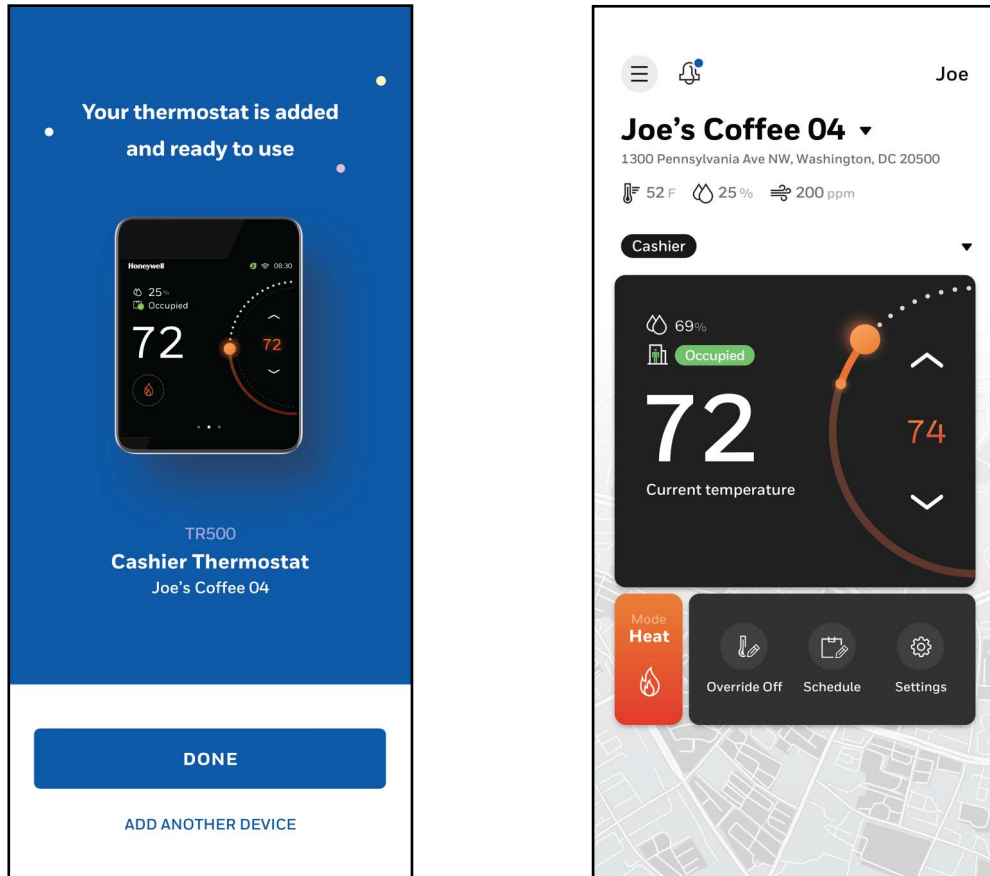 Your thermostat is added
and ready to use
Honeywell
08:30
25%
Occupied
72
72
TR500
Cashier Thermostat
Joe's Coffee 04
DONE
ADD ANOTHER DEVICE
Joe
Joe's Coffee 04
1300 Pennsylvania Ave NW, Washington, DC 20500
52 F 25 % 200 ppm
Cashier
69%
Occupied
72
74
Current temperature
Mode
Heat
Override Off Schedule Settings